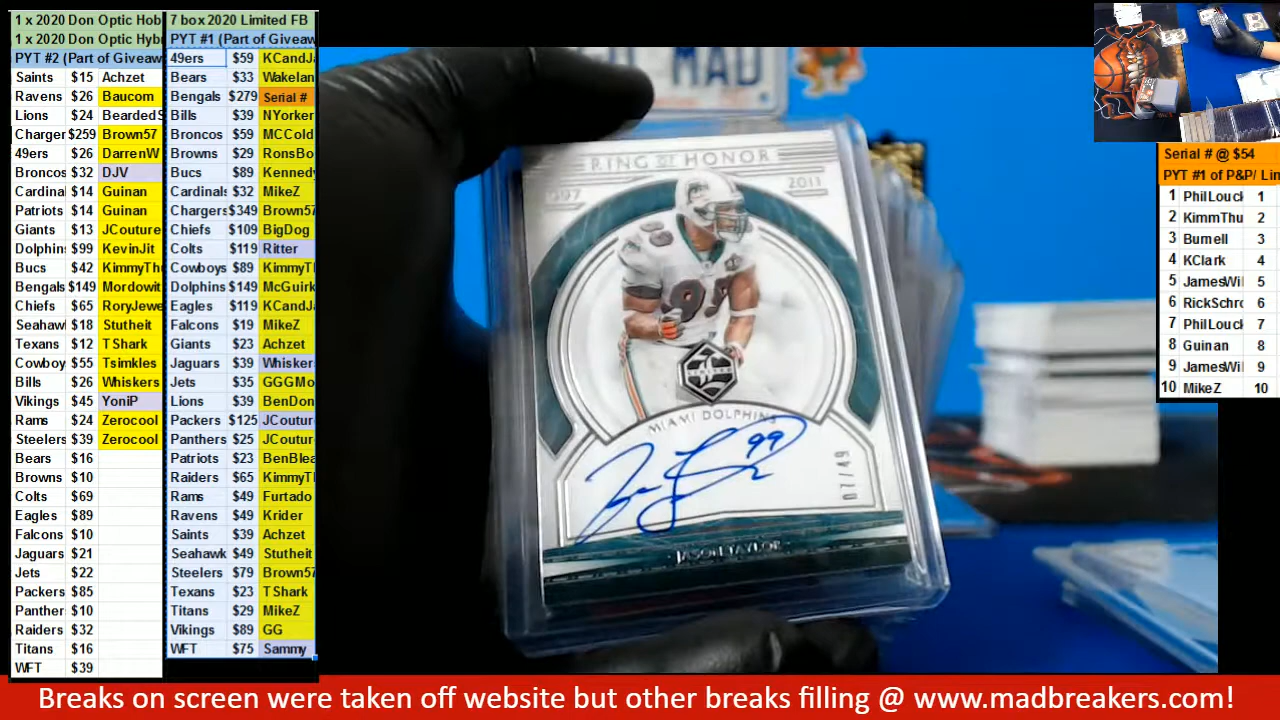 1 x 2020 Don Optic Hob
1 x 2020 Don Optic Hybr
PYT #2 (Part of Giveaw
Saints $15 Achzet
Ravens $26 Baucom
Lions $24 BeardedS
Charger $259 Brown57
49ers $26 DarrenW
Broncos $32 DJV
Cardinal $14 Guinan
Patriots $14 Guinan
Giants $13 JCouture
Dolphin $99 KevinJit
Bucs $42 KimmyThu
Bengals $149 Mordowit
Chiefs $65 RoryJewe
Seahawl $18 Stutheit
Texans $12 T Shark
Cowboy $55 Tsimkles
Bills $26 Whiskers
Vikings $45 YoniP
Rams $24 Zerocool
Steelers $39 Zerocool
Bears $16
Browns $10
Colts $69
Eagles $89
Falcons $10
Jaguars $21
Jets $22
Packers $85
Panther $10
Raiders $32
Titans $16
WFT $39
7 box 2020 Limited FB
PYT #1 (Part of Giveaw
49ers $59 KCandJ
Bears $33 Wakelan
Bengals $279 Serial #
Bills $39 NYorker
Broncos $59 MCCold
Browns $29 RonsBo
Bucs $89 Kennedy
Cardinals $32 MikeZ
Chargers $349 Brown57
Chiefs $109 BigDog
Colts $119 Ritter
Cowboys $89 KimmyTl
Dolphins $149 McGuirk
Eagles $119 KCandJ
Falcons $19 MikeZ
Giants $23 Achzet
Jaguars $39 Whisker
Jets $35 GGGMo
Lions $39 BenDon
Packers $125 JCoutur
Panthers $25 JCoutur
Patriots $23 BenBlea
Raiders $65 KimmyT
Rams $49 Furtado
Ravens $49 Krider
Saints $39 Achzet
Seahawk $49 Stutheit
Steelers $79 Brown57
Texans $23 T Shark
Titans $29 MikeZ
Vikings $89 GG
WFT $75 Sammy
MAD
RING OF HONOR
1997 2011
99
LIMITED
MIAMI DOLPHINS
99
07/49
JASON TAYLOR
Serial # @ $54
PYT #1 of P&P/ Lin
1 PhilLouck 1
2 KimmThu 2
3 Burnell 3
4 KClark 4
5 JamesWil 5
6 RickSchro 6
7 PhilLouck 7
8 Guinan 8
9 JamesWil 9
10 MikeZ 10
Breaks on screen were taken off website but other breaks filling @ www.madbreakers.com!